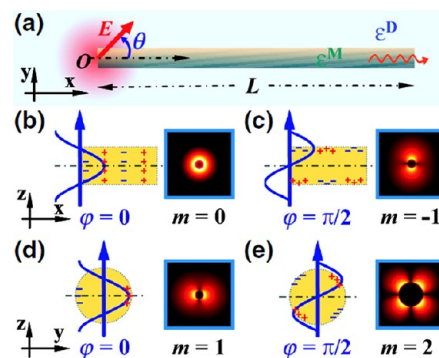 (a) E θ ε^D
O ε^M
y
x L
(b) (c)
z
x φ = 0 m = 0 φ = π/2 m = -1
(d) (e)
z
y φ = 0 m = 1 φ = π/2 m = 2